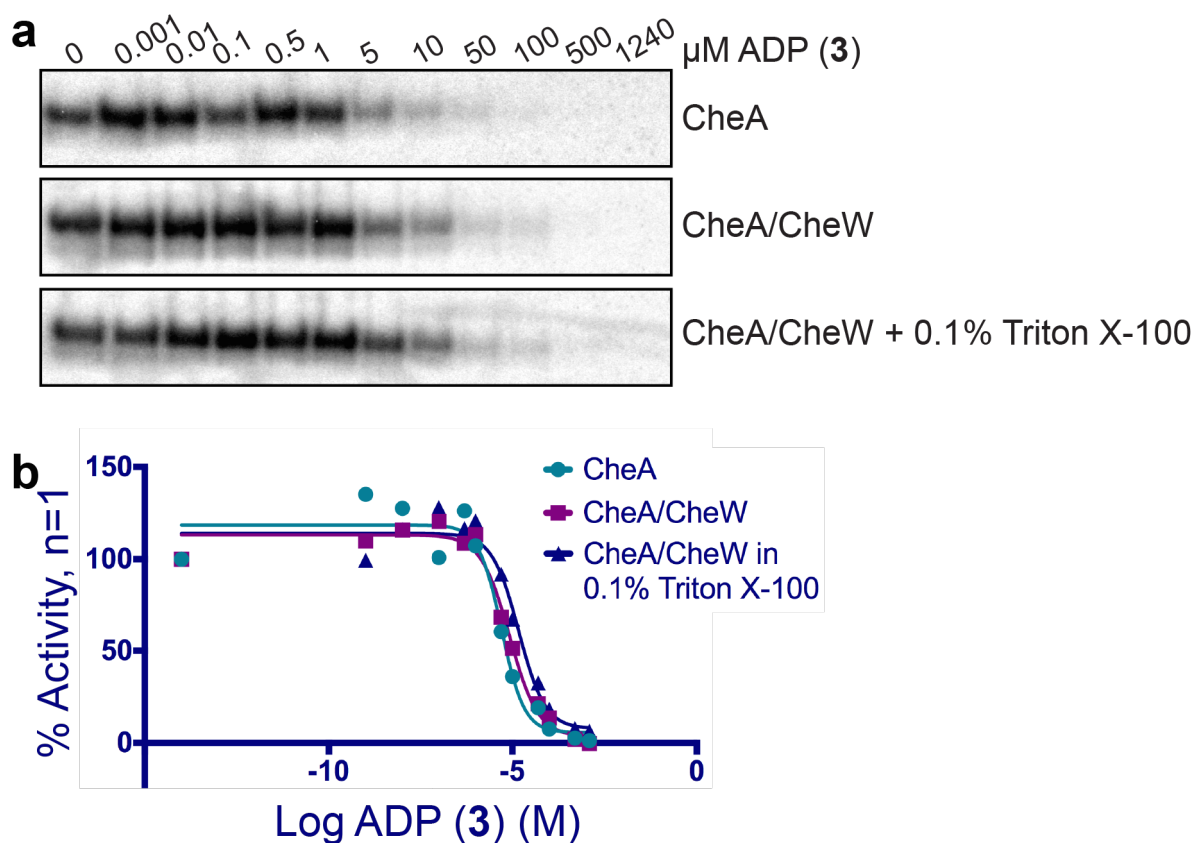 a
0 0.001 0.01 0.1 0.5 1 5 10 50 100 500 1240 µM ADP (3)
CheA
CheA/CheW
CheA/CheW + 0.1% Triton X-100
b
150
100
50
0
% Activity, n=1
CheA
CheA/CheW
CheA/CheW in
0.1% Triton X-100
-10 -5 0
Log ADP (3) (M)